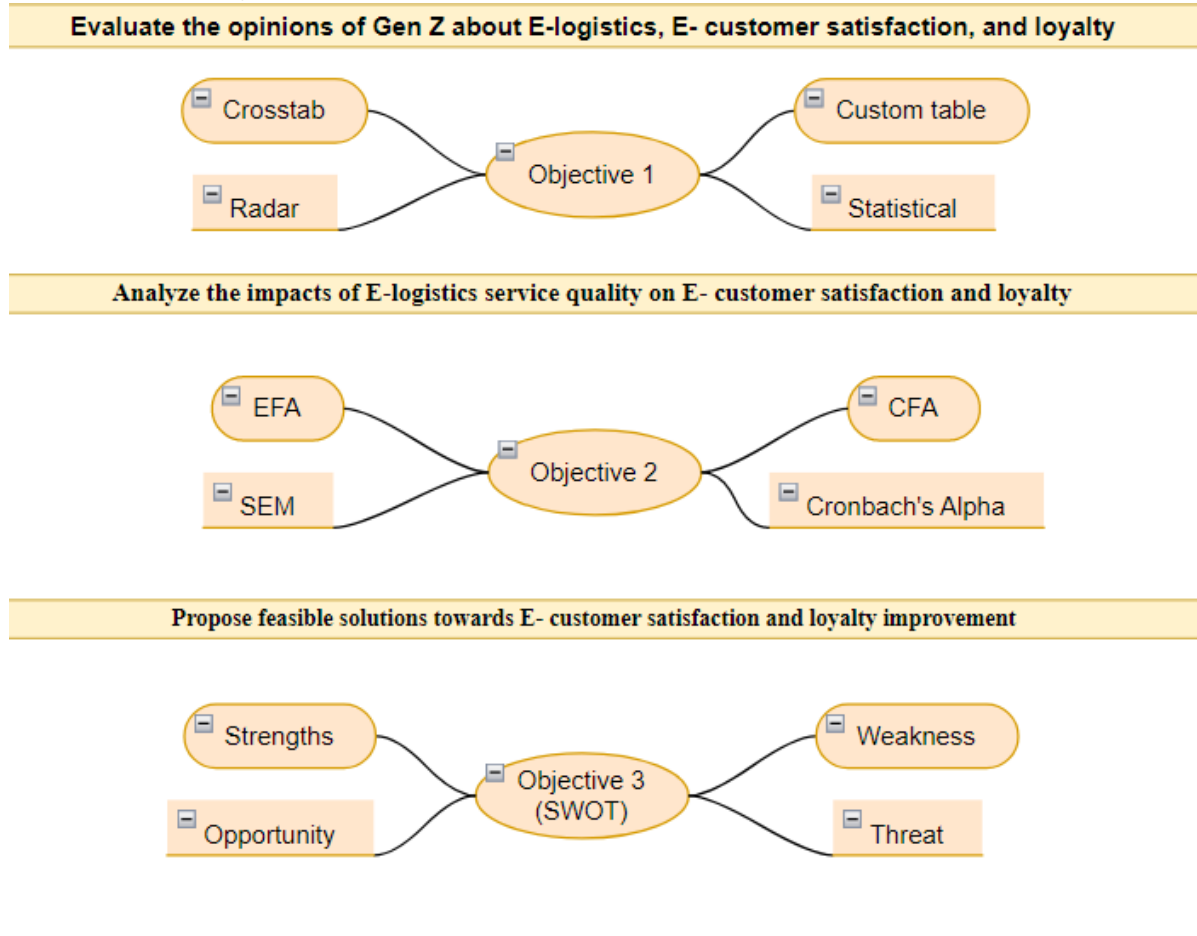 Evaluate the opinions of Gen Z about E-logistics, E- customer satisfaction, and loyalty
Crosstab
Custom table
Objective 1
Radar
Statistical
Analyze the impacts of E-logistics service quality on E- customer satisfaction and loyalty
EFA
CFA
Objective 2
SEM
Cronbach's Alpha
Propose feasible solutions towards E- customer satisfaction and loyalty improvement
Strengths
Weakness
Objective 3
(SWOT)
Opportunity
Threat